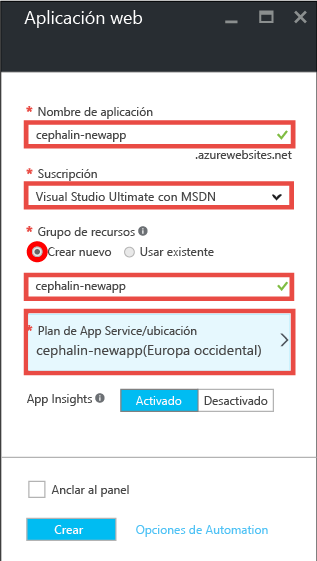 Aplicación web
* Nombre de aplicación
cephalin-newapp
.azurewebsites.net
* Suscripción
Visual Studio Ultimate con MSDN
* Grupo de recursos
Crear nuevo Usar existente
cephalin-newapp
* Plan de App Service/ubicación
cephalin-newapp(Europa occidental)
App Insights Activado Desactivado
Anclar al panel
Crear Opciones de Automation